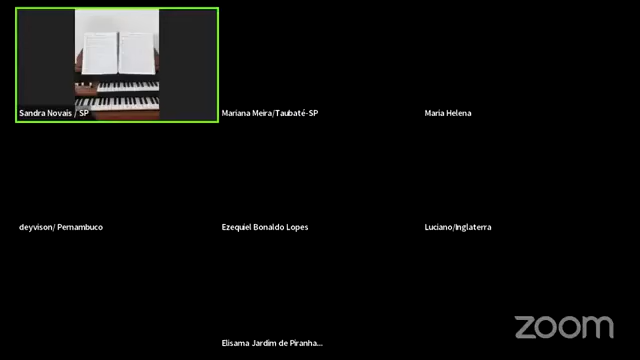 Sandra Novais / SP
Mariana Meira/Taubaté-SP
Maria Helena
deyvison/ Pernambuco
Ezequiel Bonaldo Lopes
Luciano/Inglaterra
Elisama Jardim de Piranha...
zoom